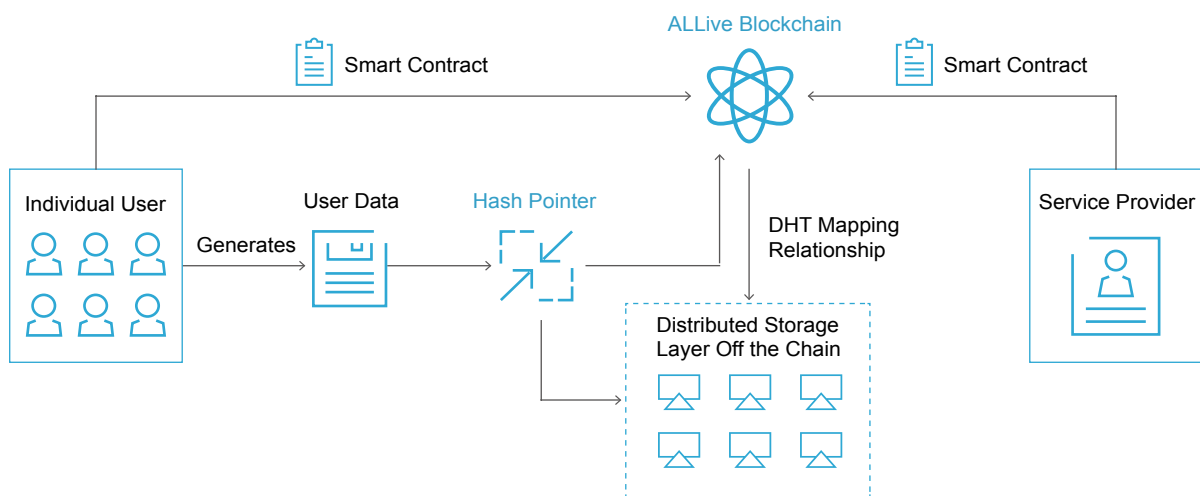 ALLive Blockchain
Smart Contract
Smart Contract
Individual User
User Data
Hash Pointer
Service Provider
Generates
DHT Mapping
Relationship
Distributed Storage
Layer Off the Chain